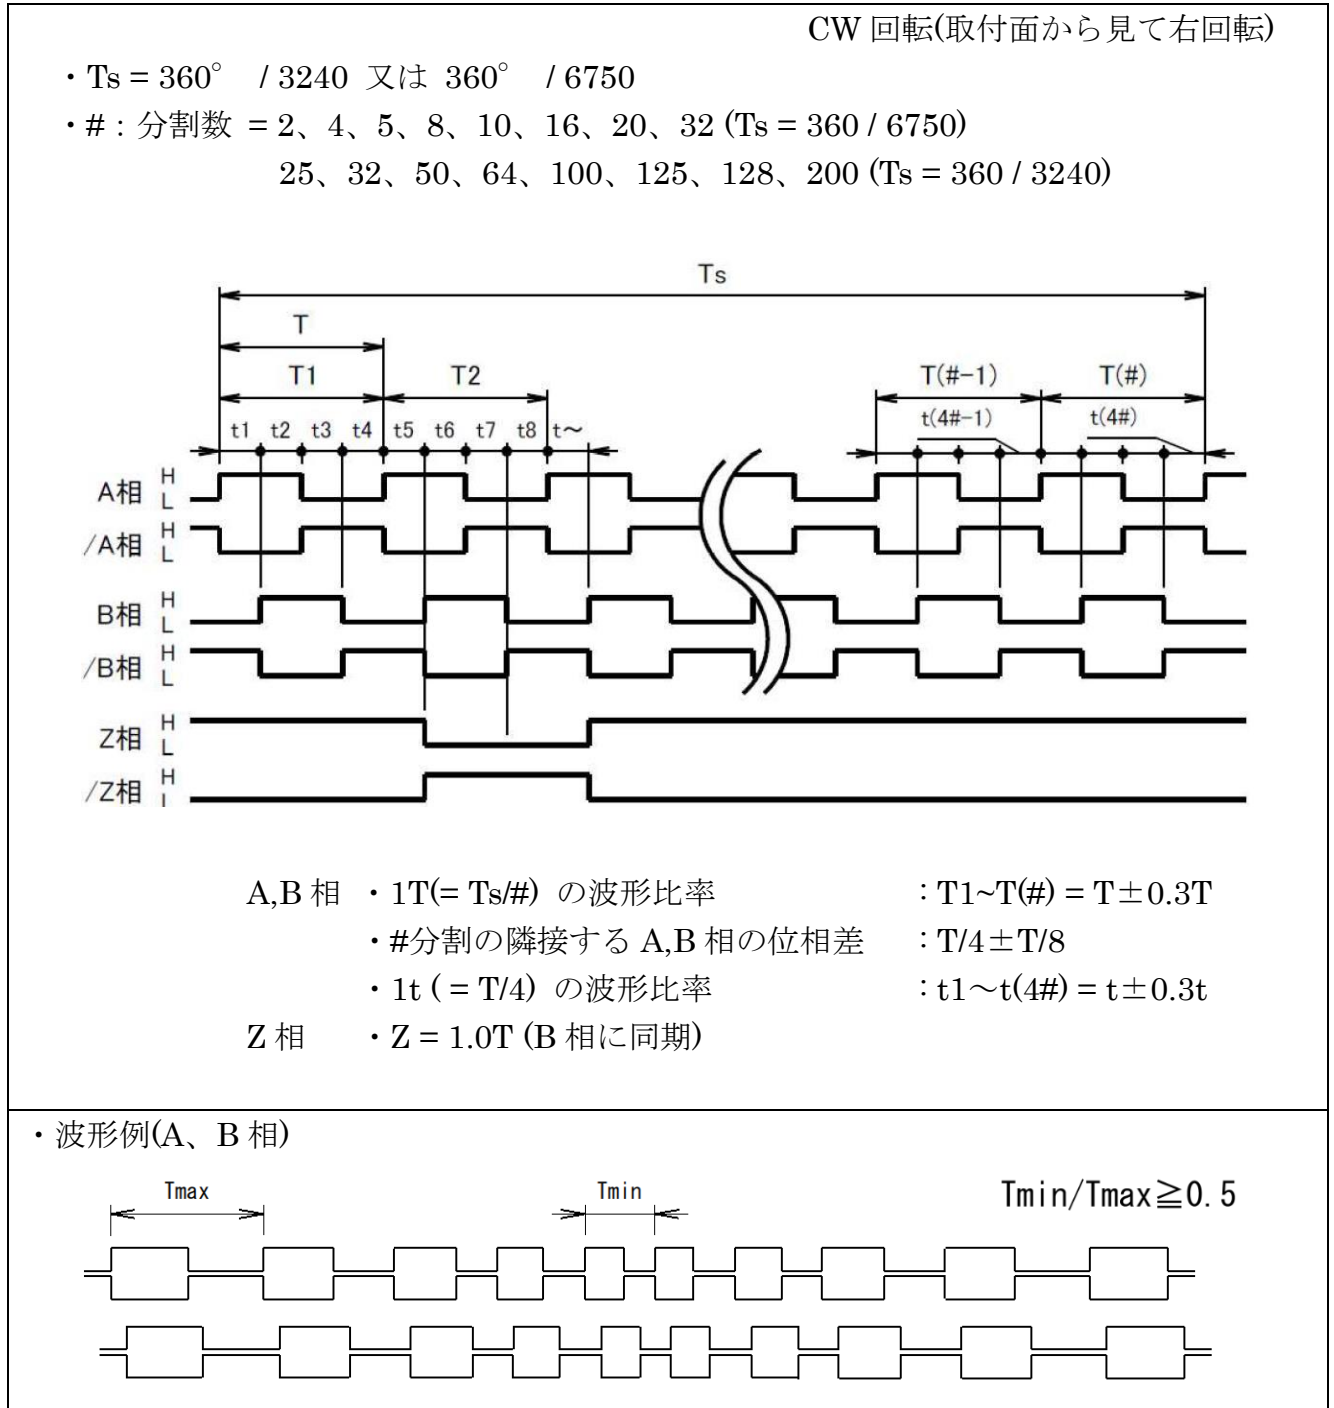 CW 回転(取付面から見て右回転)
・Ts = 360° / 3240 又は 360° / 6750
・#：分割数 = 2、4、5、8、10、16、20、32 (Ts = 360 / 6750)
25、32、50、64、100、125、128、200 (Ts = 360 / 3240)
Ts
T
T1 T2 T(#-1) T(#)
t1 t2 t3 t4 t5 t6 t7 t8 t～ t(4#-1) t(4#)
A相 H L
/A相 H L
B相 H L
/B相 H L
Z相 H L
/Z相 H L
A,B 相 ・1T(= Ts/#) の波形比率 ：T1~T(#) = T±0.3T
・#分割の隣接する A,B 相の位相差 ：T/4±T/8
・1t ( = T/4) の波形比率 ：t1～t(4#) = t±0.3t
Z 相 ・Z = 1.0T (B 相に同期)
・波形例(A、B 相)
Tmax Tmin Tmin/Tmax≧0.5